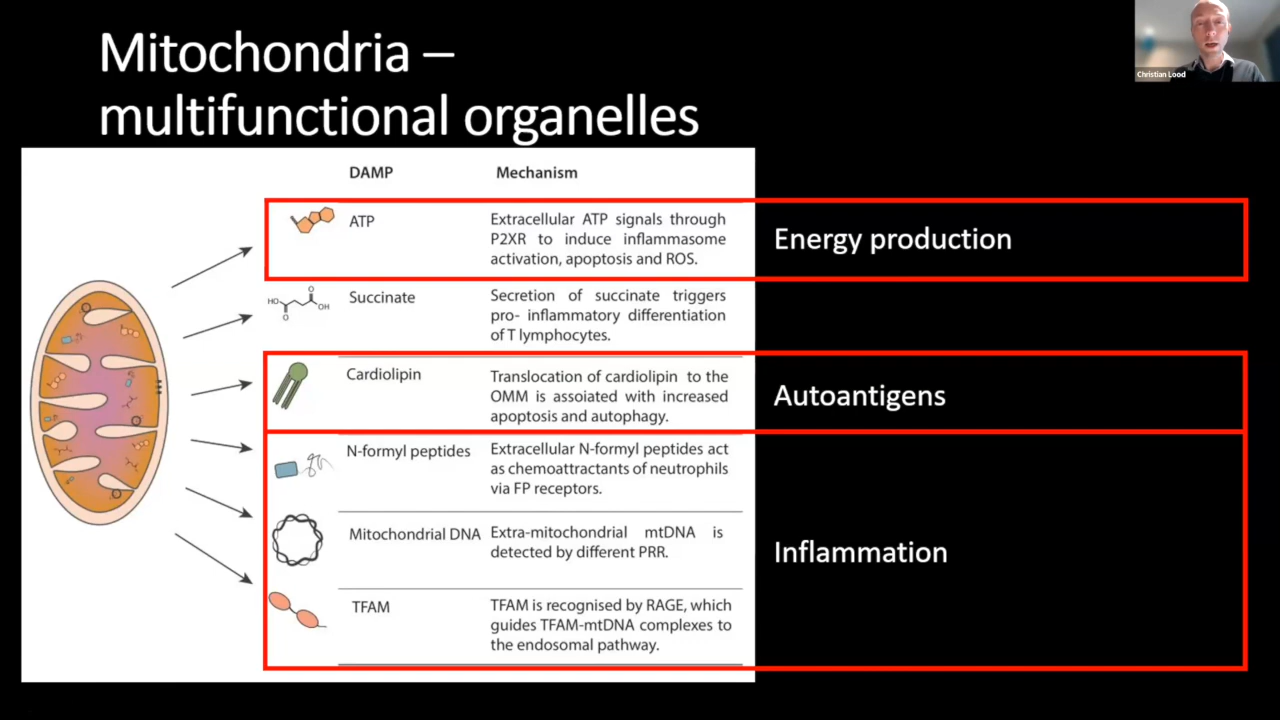 Mitochondria –
multifunctional organelles
Christian Lood
DAMP Mechanism
ATP
Extracellular ATP signals through
P2XR to induce inflammasome
activation, apoptosis and ROS.
Energy production
HO
O
O
OH
Succinate
Secretion of succinate triggers
pro- inflammatory differentiation
of T lymphocytes.
Cardiolipin
Translocation of cardiolipin to the
OMM is assoiated with increased
apoptosis and autophagy.
Autoantigens
N-formyl peptides
Extracellular N-formyl peptides act
as chemoattractants of neutrophils
via FP receptors.
Mitochondrial DNA
Extra-mitochondrial mtDNA is
detected by different PRR.
Inflammation
TFAM
TFAM is recognised by RAGE, which
guides TFAM-mtDNA complexes to
the endosomal pathway.